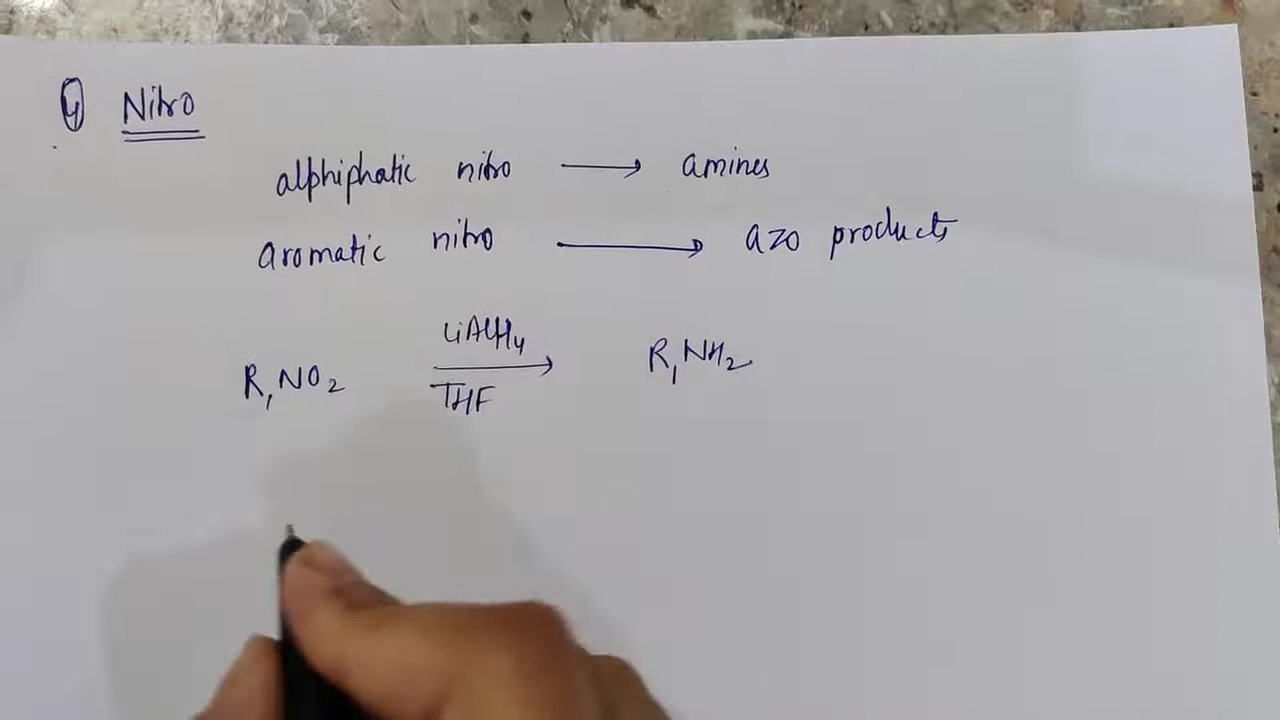 4 Nitro
alphiphatic nitro → amines
aromatic nitro → azo products
LiAlH4
R1NO2 → R1NH2
THF